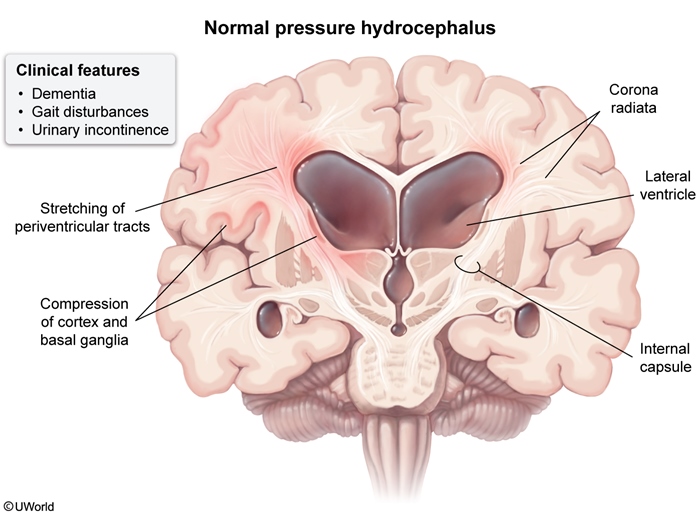 Normal pressure hydrocephalus
Clinical features
• Dementia
• Gait disturbances
• Urinary incontinence
Corona
radiata
Lateral
ventricle
Stretching of
periventricular tracts
Compression
of cortex and
basal ganglia
Internal
capsule
©UWorld